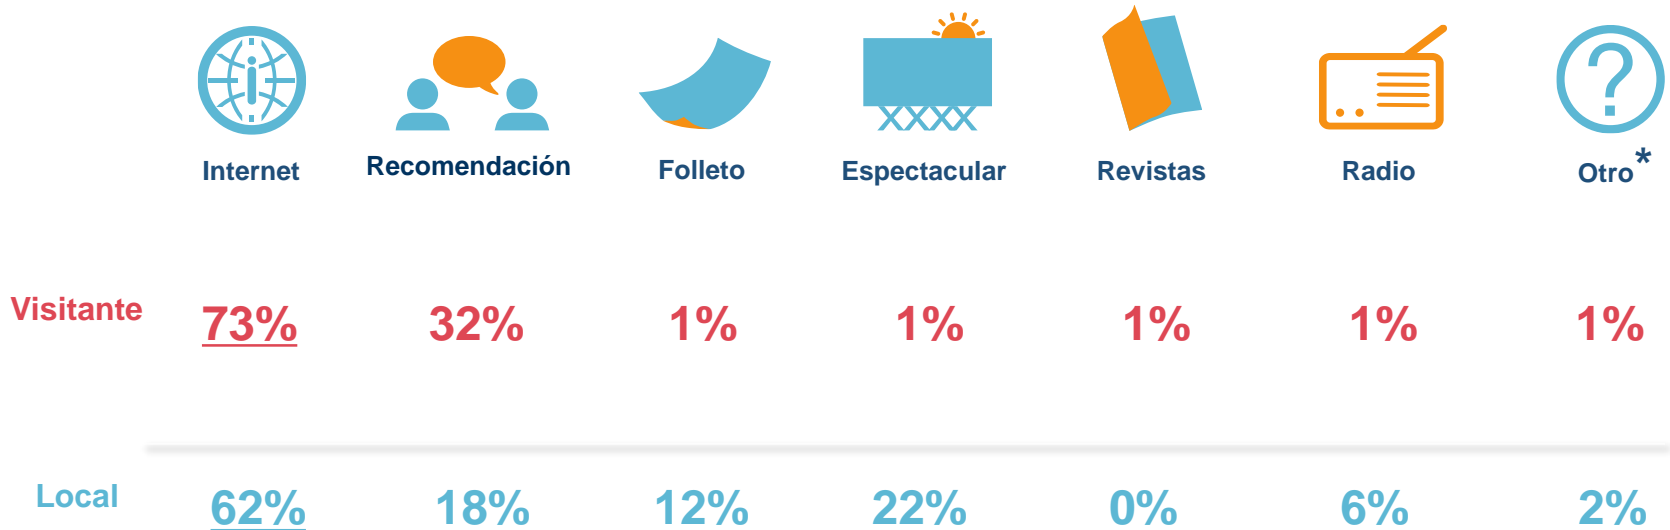 Internet Recomendación Folleto Espectacular Revistas Radio Otro*
Visitante 73% 32% 1% 1% 1% 1% 1%
Local 62% 18% 12% 22% 0% 6% 2%